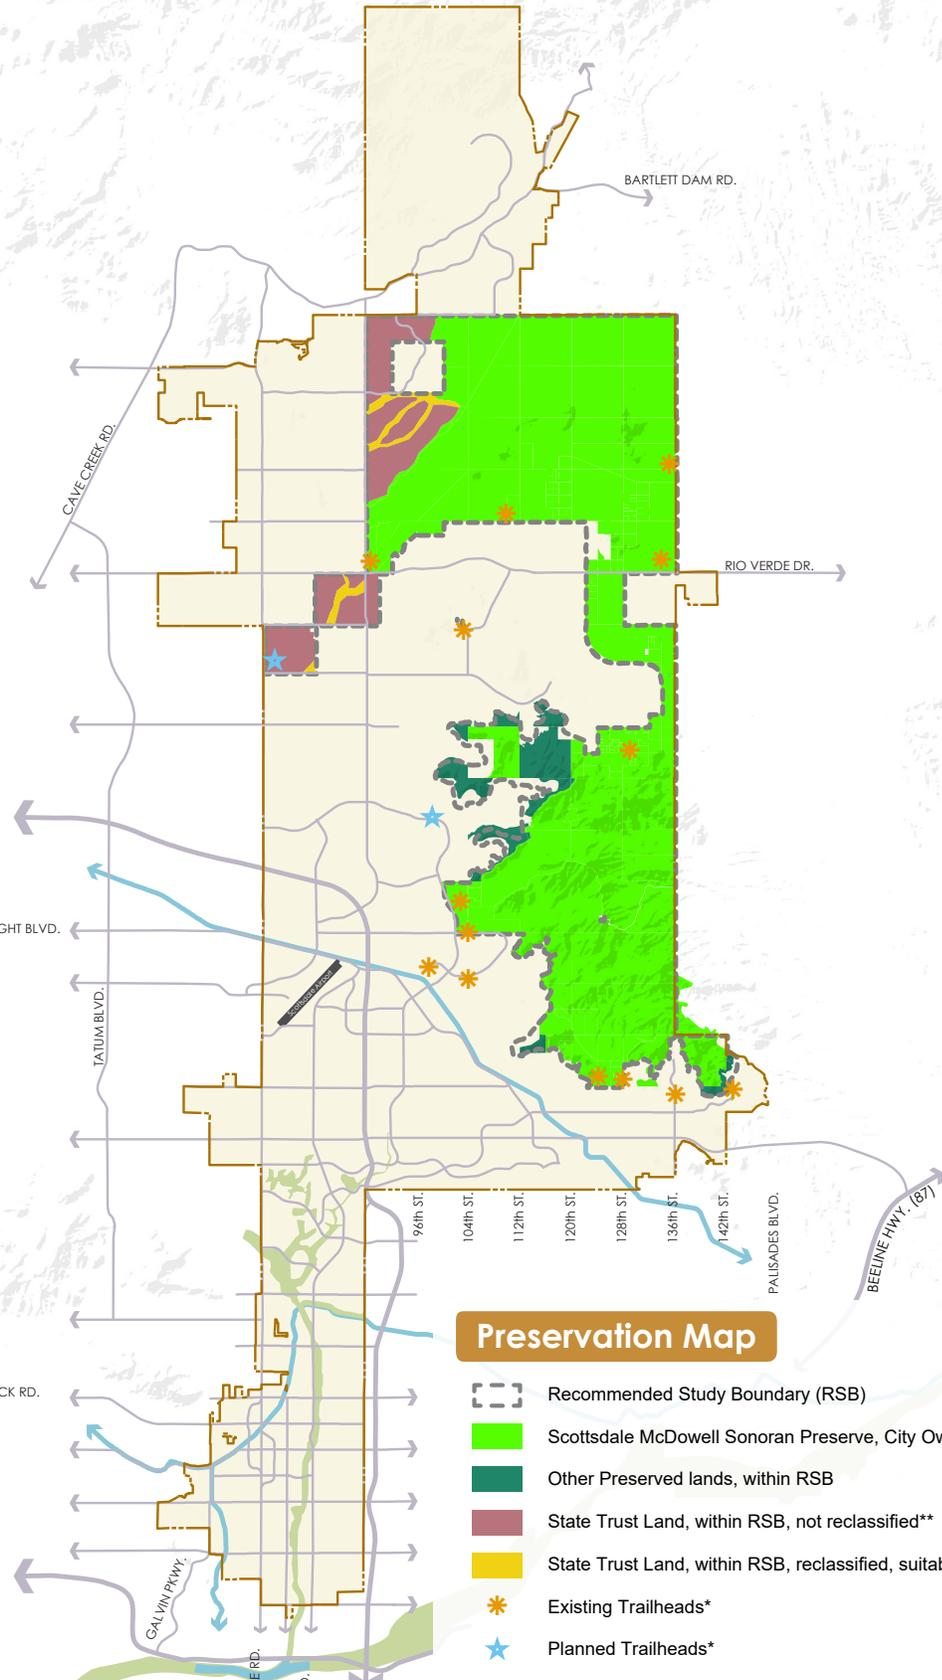 BARTLETT DAM RD.
CAVE CREEK RD.
RIO VERDE DR.
GHT BLVD.
Scottsdale Airport
TATUM BLVD.
96th ST.
104th ST.
112th ST.
120th ST.
128th ST.
136th ST.
142th ST.
PALISADES BLVD.
BEELINE HWY. (87)
Preservation Map
CK RD.
Recommended Study Boundary (RSB)
Scottsdale McDowell Sonoran Preserve, City Ow
Other Preserved lands, within RSB
State Trust Land, within RSB, not reclassified**
State Trust Land, within RSB, reclassified, suitab
Existing Trailheads*
GALVIN PKWY.
Planned Trailheads*
E RD.
D.